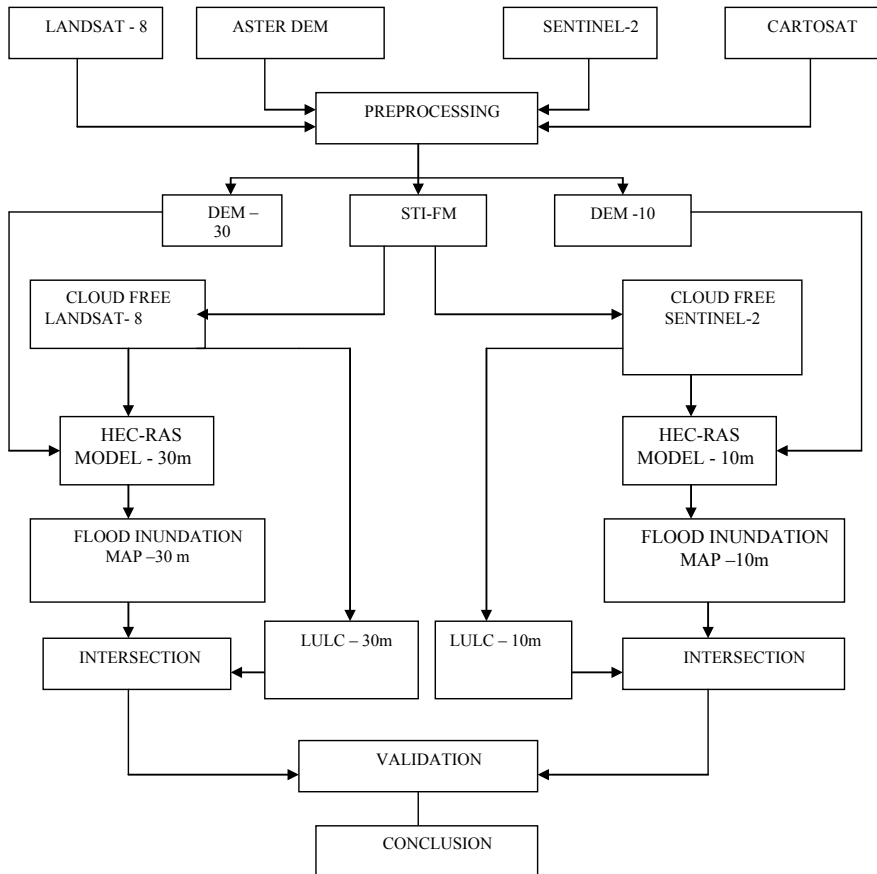 LANDSAT - 8
ASTER DEM
SENTINEL-2
CARTOSAT
PREPROCESSING
DEM –
30
STI-FM
DEM -10
CLOUD FREE
LANDSAT- 8
CLOUD FREE
SENTINEL-2
HEC-RAS
MODEL - 30m
HEC-RAS
MODEL - 10m
FLOOD INUNDATION
MAP –30 m
FLOOD INUNDATION
MAP –10m
INTERSECTION
LULC – 30m
LULC – 10m
INTERSECTION
VALIDATION
CONCLUSION